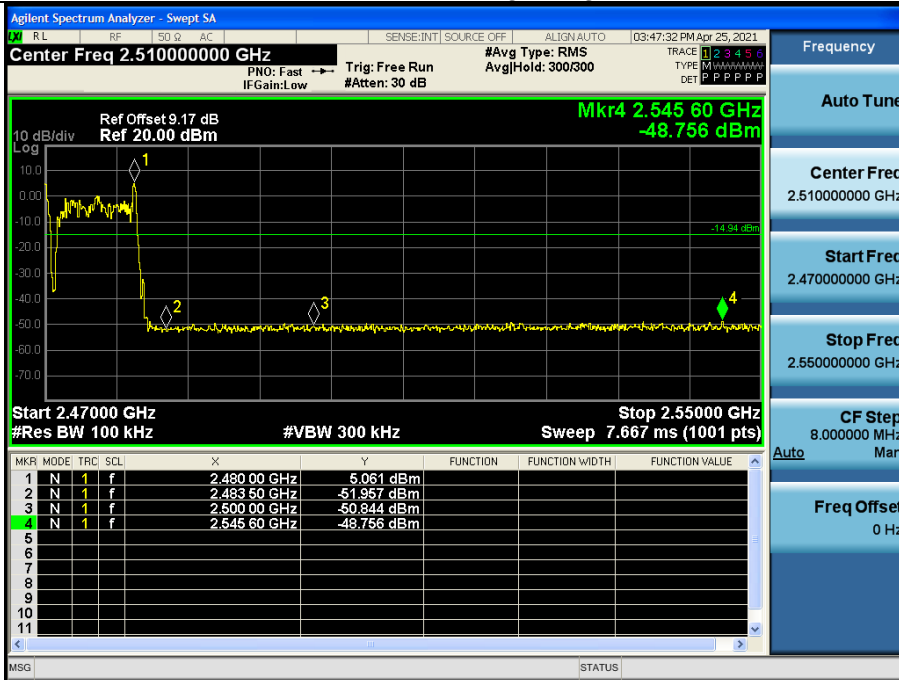 Agilent Spectrum Analyzer - Swept SA
LXI RL RF 50 Ω AC SENSE:INT SOURCE OFF ALIGN AUTO 03:47:32 PM Apr 25, 2021
Center Freq 2.510000000 GHz
PNO: Fast
IFGain:Low
Trig: Free Run
#Atten: 30 dB
#Avg Type: RMS
Avg|Hold: 300/300
TRACE 1 2 3 4 5 6
TYPE M
DET P P P P P P
Ref Offset 9.17 dB
10 dB/div Ref 20.00 dBm
Log
Mkr4 2.545 60 GHz
-48.756 dBm
10.0
0.00
-10.0
-20.0
-30.0
-40.0
-50.0
-60.0
-70.0
1
2
3
4
-14.94 dBm
Start 2.47000 GHz Stop 2.55000 GHz
#Res BW 100 kHz #VBW 300 kHz Sweep 7.667 ms (1001 pts)
MKR MODE TRC SCL X Y FUNCTION FUNCTION WIDTH FUNCTION VALUE
1 N 1 f 2.480 00 GHz 5.061 dBm
2 N 1 f 2.483 50 GHz -51.957 dBm
3 N 1 f 2.500 00 GHz -50.844 dBm
4 N 1 f 2.545 60 GHz -48.756 dBm
5
6
7
8
9
10
11
MSG STATUS
Frequency
Auto Tune
Center Freq
2.510000000 GHz
Start Freq
2.470000000 GHz
Stop Freq
2.550000000 GHz
CF Step
8.000000 MHz
Auto Man
Freq Offset
0 Hz